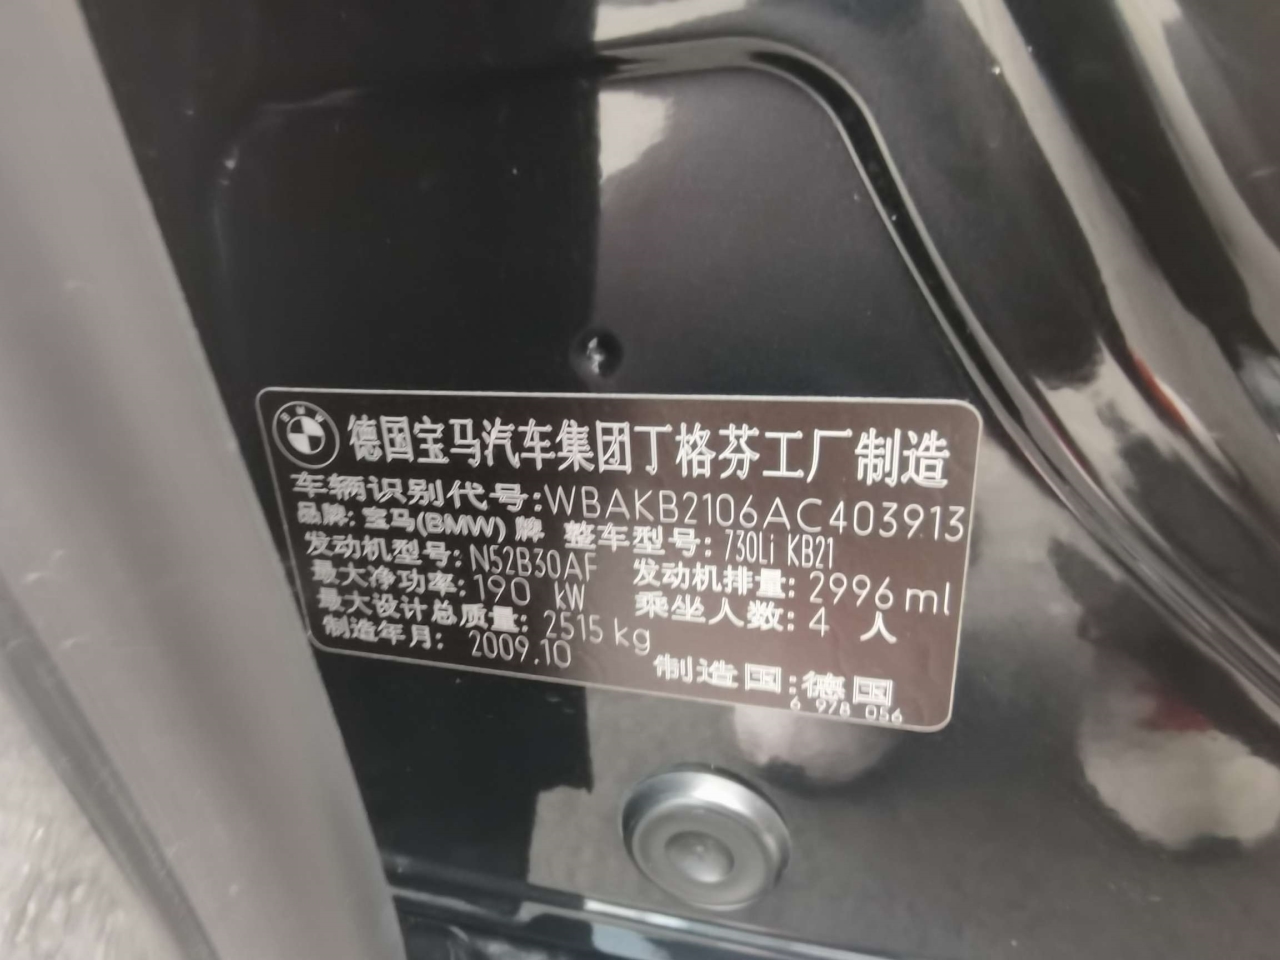 德国宝马汽车集团丁格芬工厂制造
车辆识别代号:WBAKB2106AC403913
品牌:宝马(BMW)牌 整车型号:730Li KB21
发动机型号:N52B30AF 发动机排量:2996 ml
最大净功率:190 kW 乘坐人数:4 人
最大设计总质量:2515 kg
制造年月:2009.10 制造国:德国
6 978 056